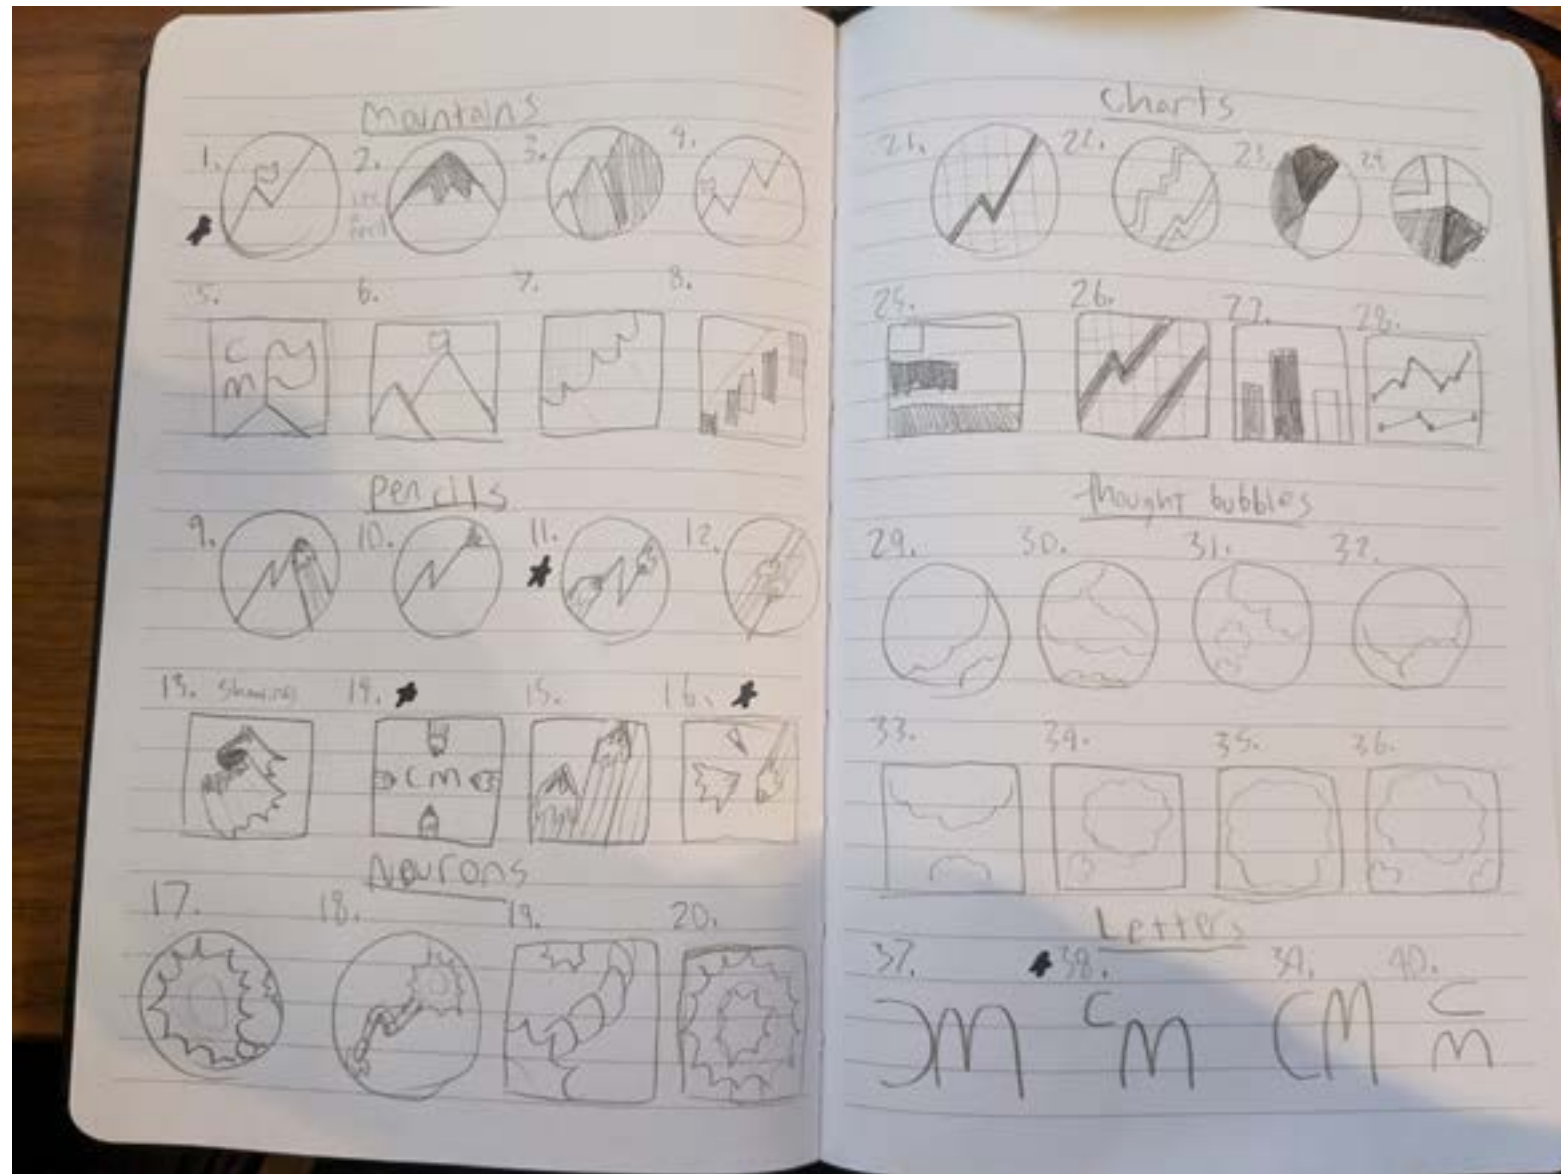 Mountains
1. 2. 3. 4.
5. 6. 7. 8.
C
M
Pencils
9. 10. 11. 12.
13. Shavings 14. 15. 16.
CM
Neurons
17. 18. 19. 20.
Charts
21. 22. 23. 24.
25. 26. 27. 28.
thought bubbles
29. 30. 31. 32.
33. 34. 35. 36.
Letters
37. 38. 39. 40.
CM CM CM C
M